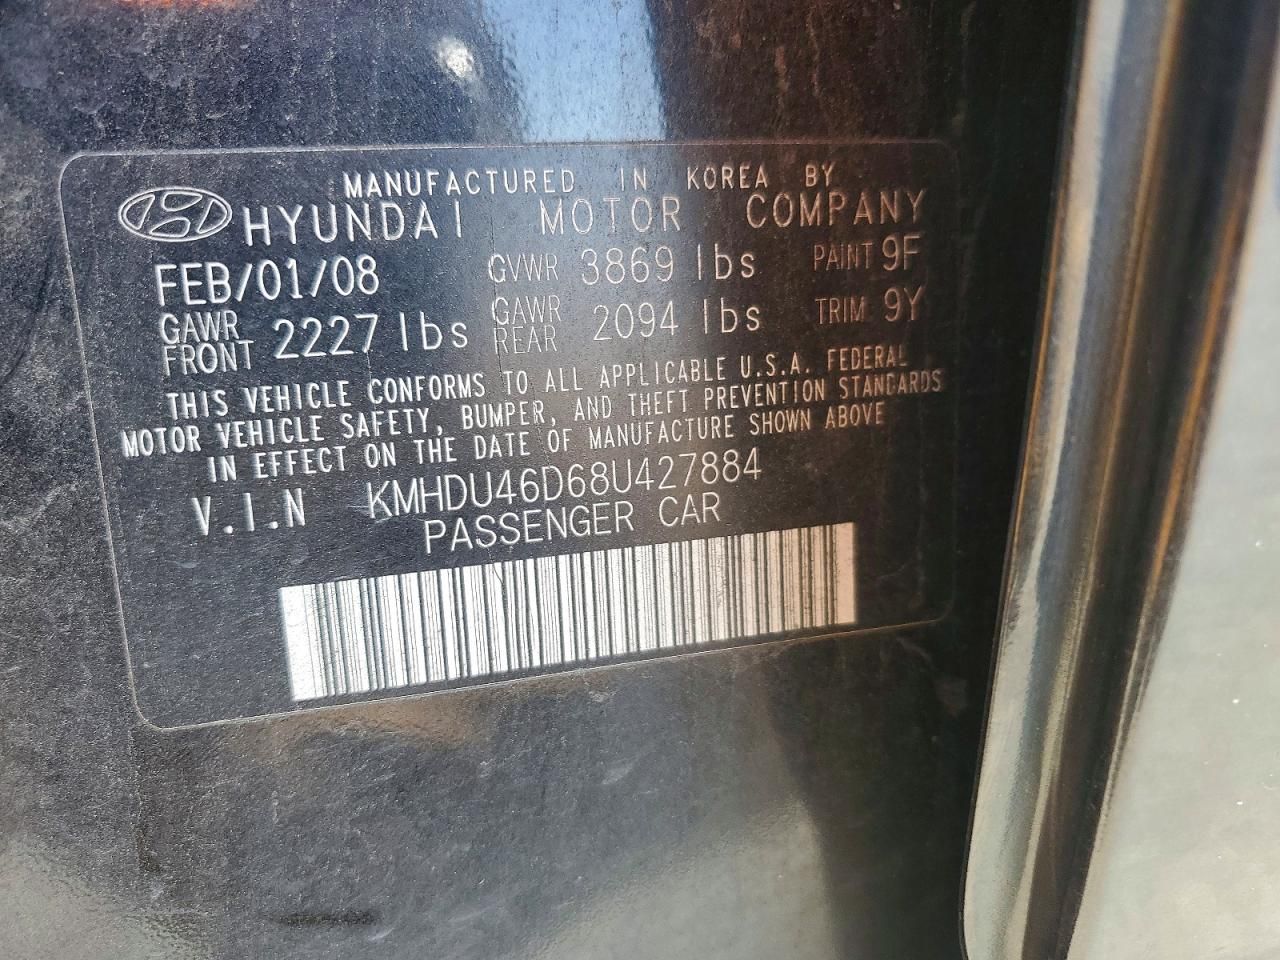 MANUFACTURED IN KOREA BY
HYUNDAI MOTOR COMPANY
FEB/01/08 GVWR 3869 lbs PAINT 9F
GAWR FRONT 2227 lbs GAWR REAR 2094 lbs TRIM 9Y
THIS VEHICLE CONFORMS TO ALL APPLICABLE U.S.A. FEDERAL
MOTOR VEHICLE SAFETY, BUMPER, AND THEFT PREVENTION STANDARDS
IN EFFECT ON THE DATE OF MANUFACTURE SHOWN ABOVE
V.I.N KMHDU46D68U427884
PASSENGER CAR